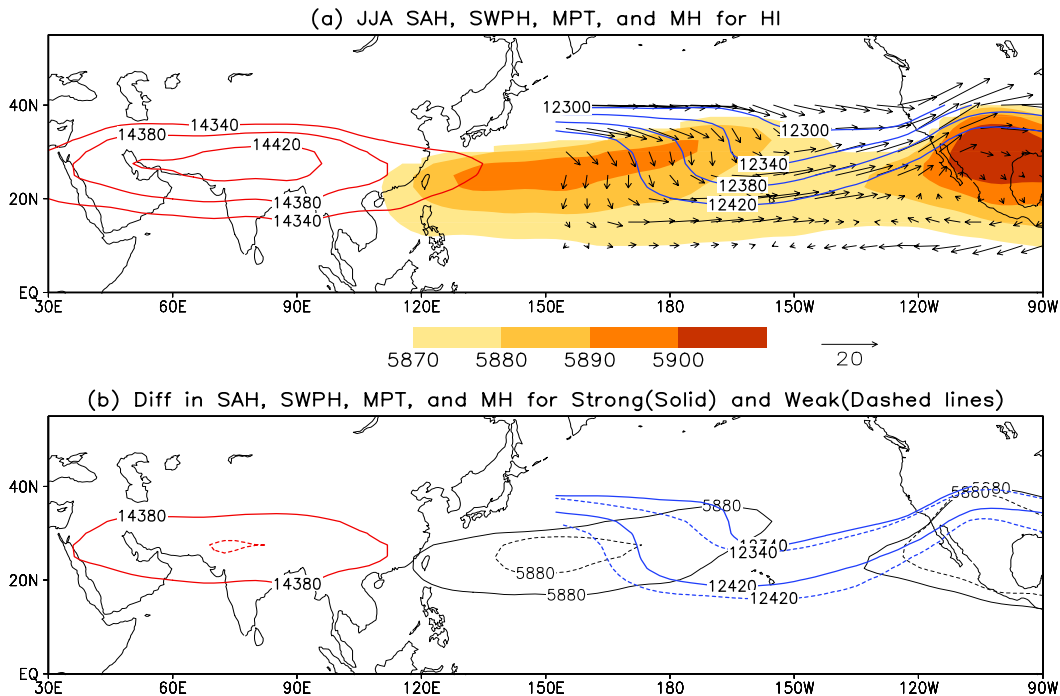 (a) JJA SAH, SWPH, MPT, and MH for HI
40N
20N
EQ
12300
14340
14380
14420
12300
12340
12380
12420
14380
14340
30E 60E 90E 120E 150E 180 150W 120W 90W
5870 5880 5890 5900
20
(b) Diff in SAH, SWPH, MPT, and MH for Strong(Solid) and Weak(Dashed lines)
40N
20N
EQ
5880
5880
14380
12340
5880
14380
12420
5880
12420
30E 60E 90E 120E 150E 180 150W 120W 90W